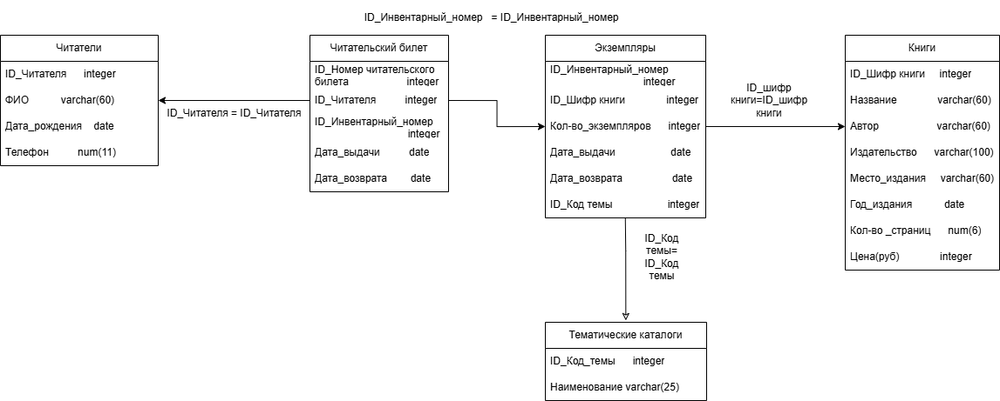 ID_Инвентарный_номер = ID_Инвентарный_номер
Читатели
ID_Читателя integer
ФИО varchar(60)
Дата_рождения date
Телефон num(11)
ID_Читателя = ID_Читателя
Читательский билет
ID_Номер читательского
билета integer
ID_Читателя integer
ID_Инвентарный_номер
integer
Дата_выдачи date
Дата_возврата date
Экземпляры
ID_Инвентарный_номер
integer
ID_Шифр книги integer
Кол-во_экземпляров integer
Дата_выдачи date
Дата_возврата date
ID_Код темы integer
ID_шифр
книги=ID_шифр
книги
Книги
ID_Шифр книги integer
Название varchar(60)
Автор varchar(60)
Издательство varchar(100)
Место_издания varchar(60)
Год_издания date
Кол-во _страниц num(6)
Цена(руб) integer
ID_Код
темы=
ID_Код
темы
Тематические каталоги
ID_Код_темы integer
Наименование varchar(25)